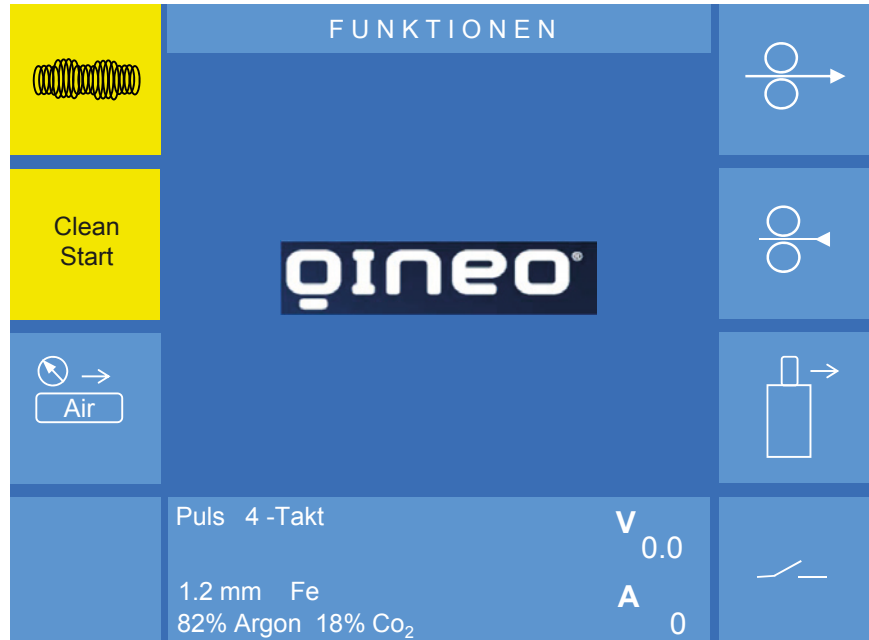 FUNKTIONEN
Clean
Start
Air
qineo®
Puls 4 -Takt
V
0.0
1.2 mm Fe
A
82% Argon 18% Co₂
0